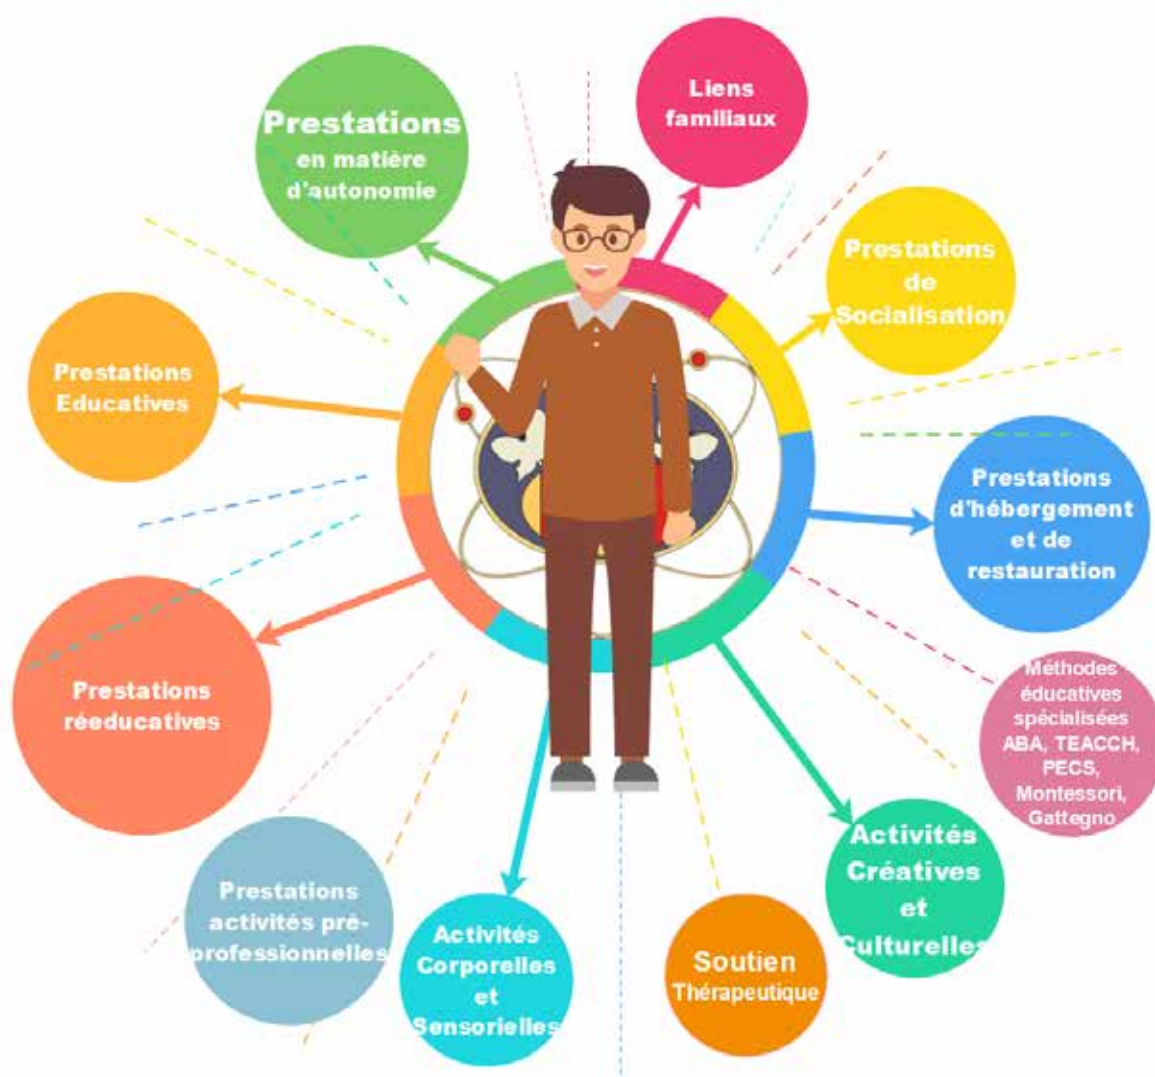 Liens
familiaux
Prestations
en matière
d'autonomie
Prestations
de
Socialisation
Prestations
Educatives
Prestations
d'hébergement
et de
restauration
Méthodes
éducatives
spécialisées
ABA, TEACCH,
PECS,
Montessori,
Gattegno
Prestations
réeducatives
Activités
Créatives
et
Culturelles
Prestations
activités pré-
professionnelles
Activités
Corporelles
et
Sensorielles
Soutien
Thérapeutique